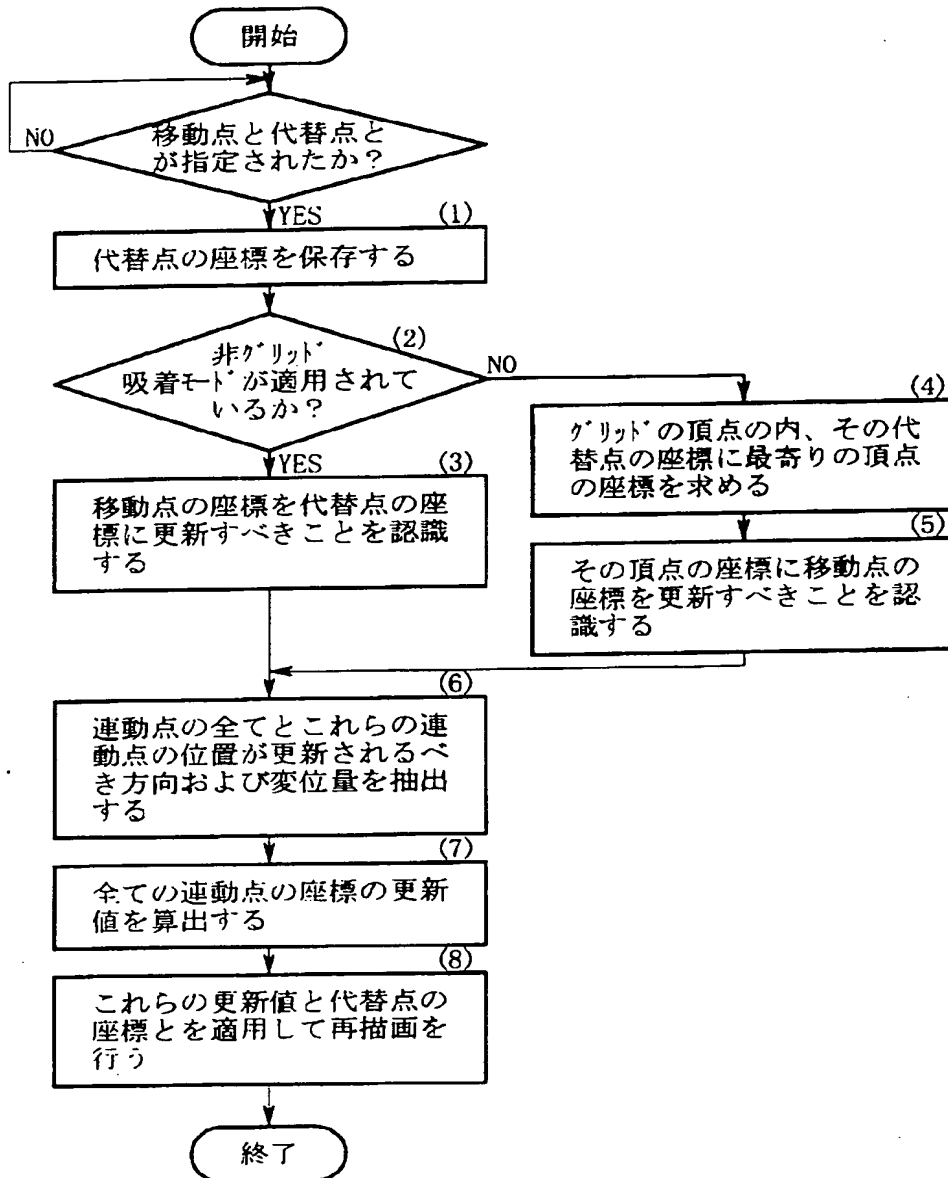 開始
NO
移動点と代替点と
が指定されたか？
YES
(1)
代替点の座標を保存する
(2)
非ｸﾞﾘｯﾄﾞ
吸着ﾓｰﾄﾞが適用されて
いるか？
NO
YES
(3)
移動点の座標を代替点の座
標に更新すべきことを認識
する
(4)
ｸﾞﾘｯﾄﾞの頂点の内、その代
替点の座標に最寄りの頂点
の座標を求める
(5)
その頂点の座標に移動点の
座標を更新すべきことを認
識する
(6)
連動点の全てとこれらの連
動点の位置が更新されるべ
き方向および変位量を抽出
する
(7)
全ての連動点の座標の更新
値を算出する
(8)
これらの更新値と代替点の
座標とを適用して再描画を
行う
終了